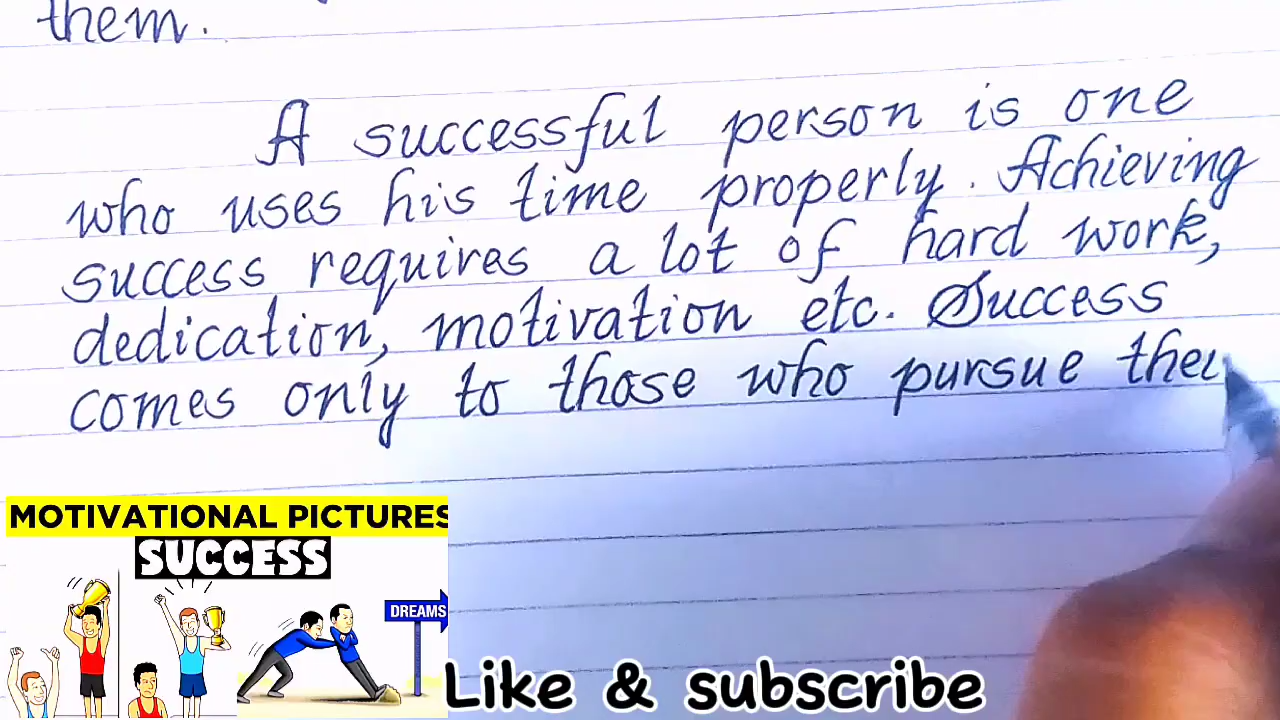 them.
A successful person is one
who uses his time properly. Achieving
success requires a lot of hard work,
dedication, motivation etc. Success
comes only to those who pursue thei
MOTIVATIONAL PICTURES
SUCCESS
DREAMS
Like & subscribe